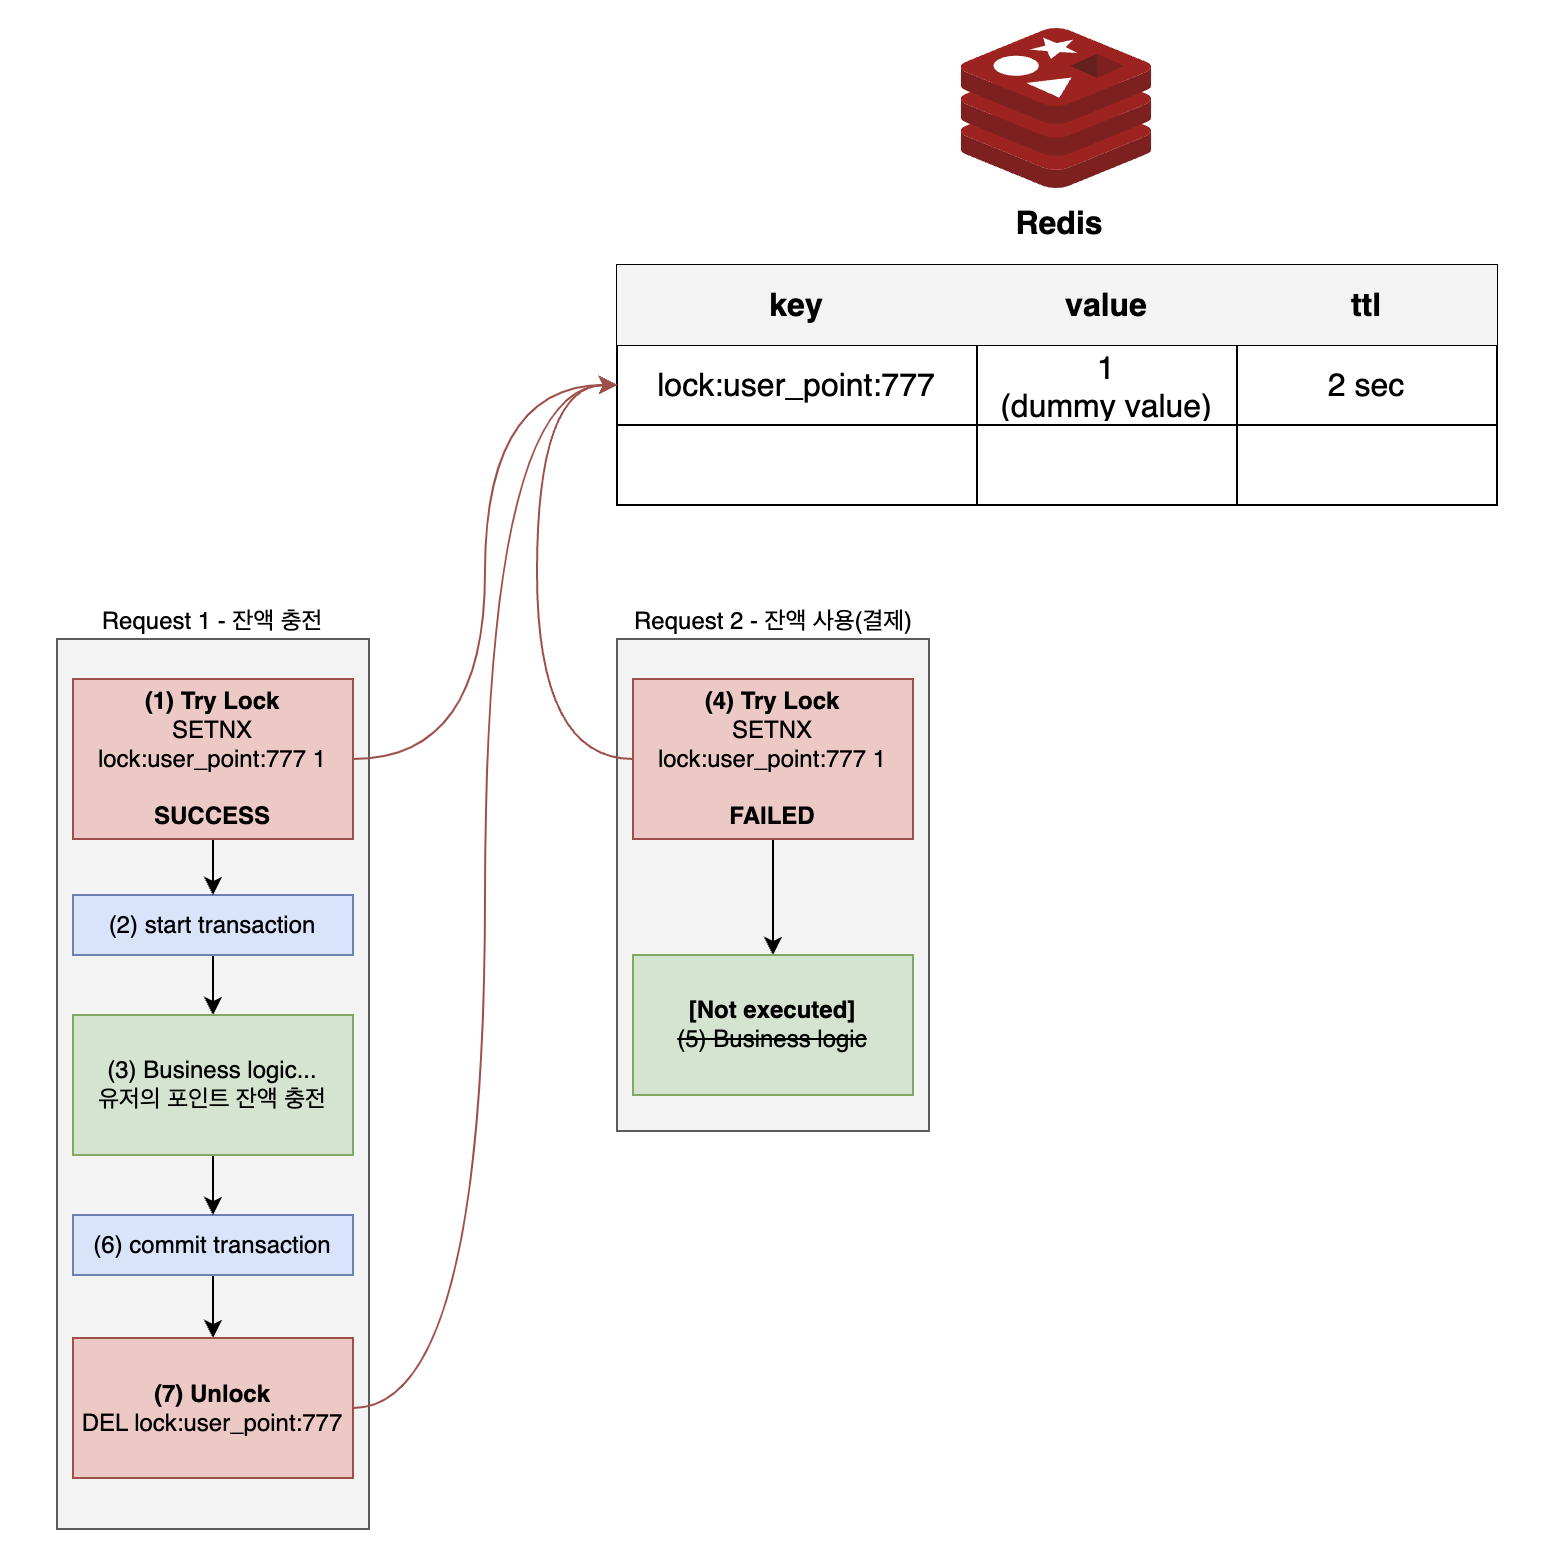 Redis
key value ttl
lock:user_point:777 1 (dummy value) 2 sec
Request 1 - 잔액 충전
(1) Try Lock
SETNX
lock:user_point:777 1
SUCCESS
(2) start transaction
(3) Business logic...
유저의 포인트 잔액 충전
(6) commit transaction
(7) Unlock
DEL lock:user_point:777
Request 2 - 잔액 사용(결제)
(4) Try Lock
SETNX
lock:user_point:777 1
FAILED
[Not executed]
(5) Business logic